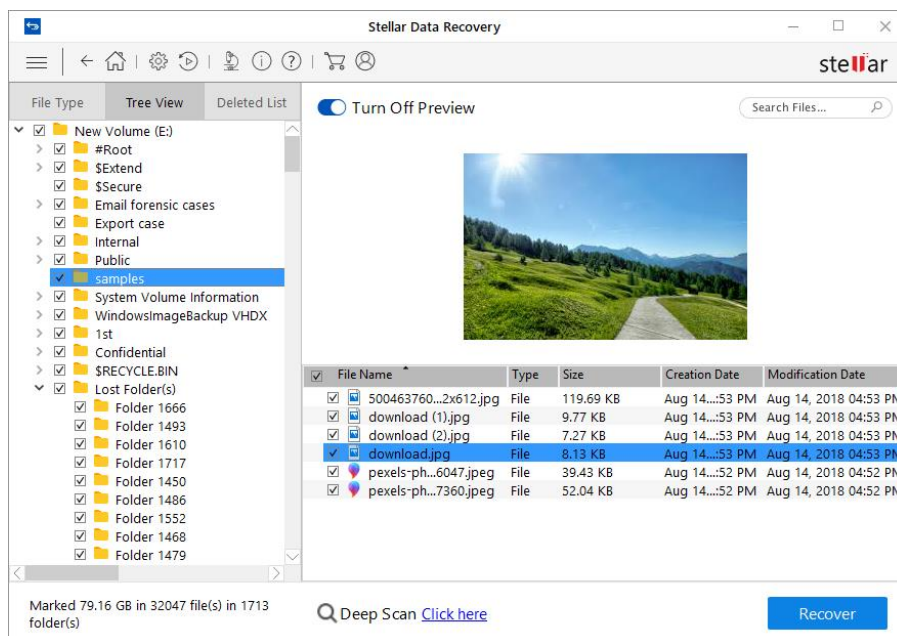 Stellar Data Recovery
stellar
File Type Tree View Deleted List
Turn Off Preview
Search Files...
New Volume (E:)
#Root
$Extend
$Secure
Email forensic cases
Export case
Internal
Public
samples
System Volume Information
WindowsImageBackup VHDX
1st
Confidential
$RECYCLE.BIN
Lost Folder(s)
Folder 1666
Folder 1493
Folder 1610
Folder 1717
Folder 1450
Folder 1486
Folder 1552
Folder 1468
Folder 1479
File Name Type Size Creation Date Modification Date
500463760...2x612.jpg File 119.69 KB Aug 14...:53 PM Aug 14, 2018 04:53 PM
download (1).jpg File 9.77 KB Aug 14...:53 PM Aug 14, 2018 04:53 PM
download (2).jpg File 7.27 KB Aug 14...:53 PM Aug 14, 2018 04:53 PM
download.jpg File 8.13 KB Aug 14...:53 PM Aug 14, 2018 04:53 PM
pexels-ph...6047.jpeg File 39.43 KB Aug 14...:52 PM Aug 14, 2018 04:52 PM
pexels-ph...7360.jpeg File 52.04 KB Aug 14...:52 PM Aug 14, 2018 04:52 PM
Marked 79.16 GB in 32047 file(s) in 1713
folder(s)
Deep Scan Click here
Recover